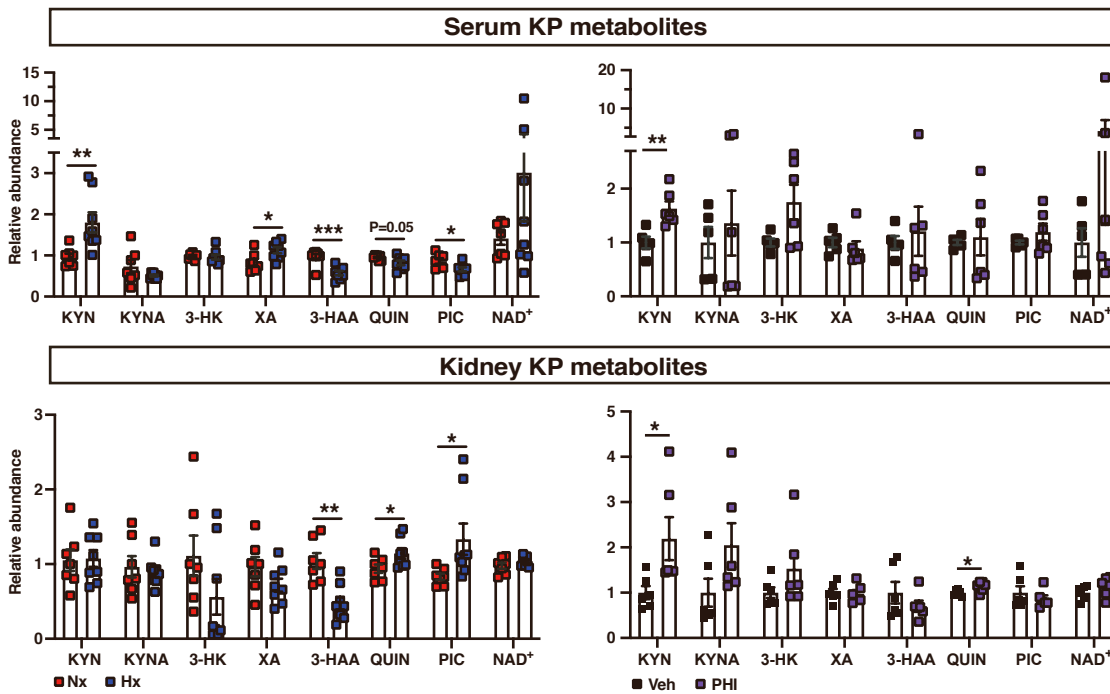 Serum KP metabolites
Relative abundance
15
10
5
3
2
1
0
**
*
***
P=0.05
*
KYN KYNA 3-HK XA 3-HAA QUIN PIC NAD+
20
10
2
1
0
**
KYN KYNA 3-HK XA 3-HAA QUIN PIC NAD+
Kidney KP metabolites
Relative abundance
3
2
1
0
**
*
*
KYN KYNA 3-HK XA 3-HAA QUIN PIC NAD+
Nx Hx
5
4
3
2
1
0
*
*
KYN KYNA 3-HK XA 3-HAA QUIN PIC NAD+
Veh PHI